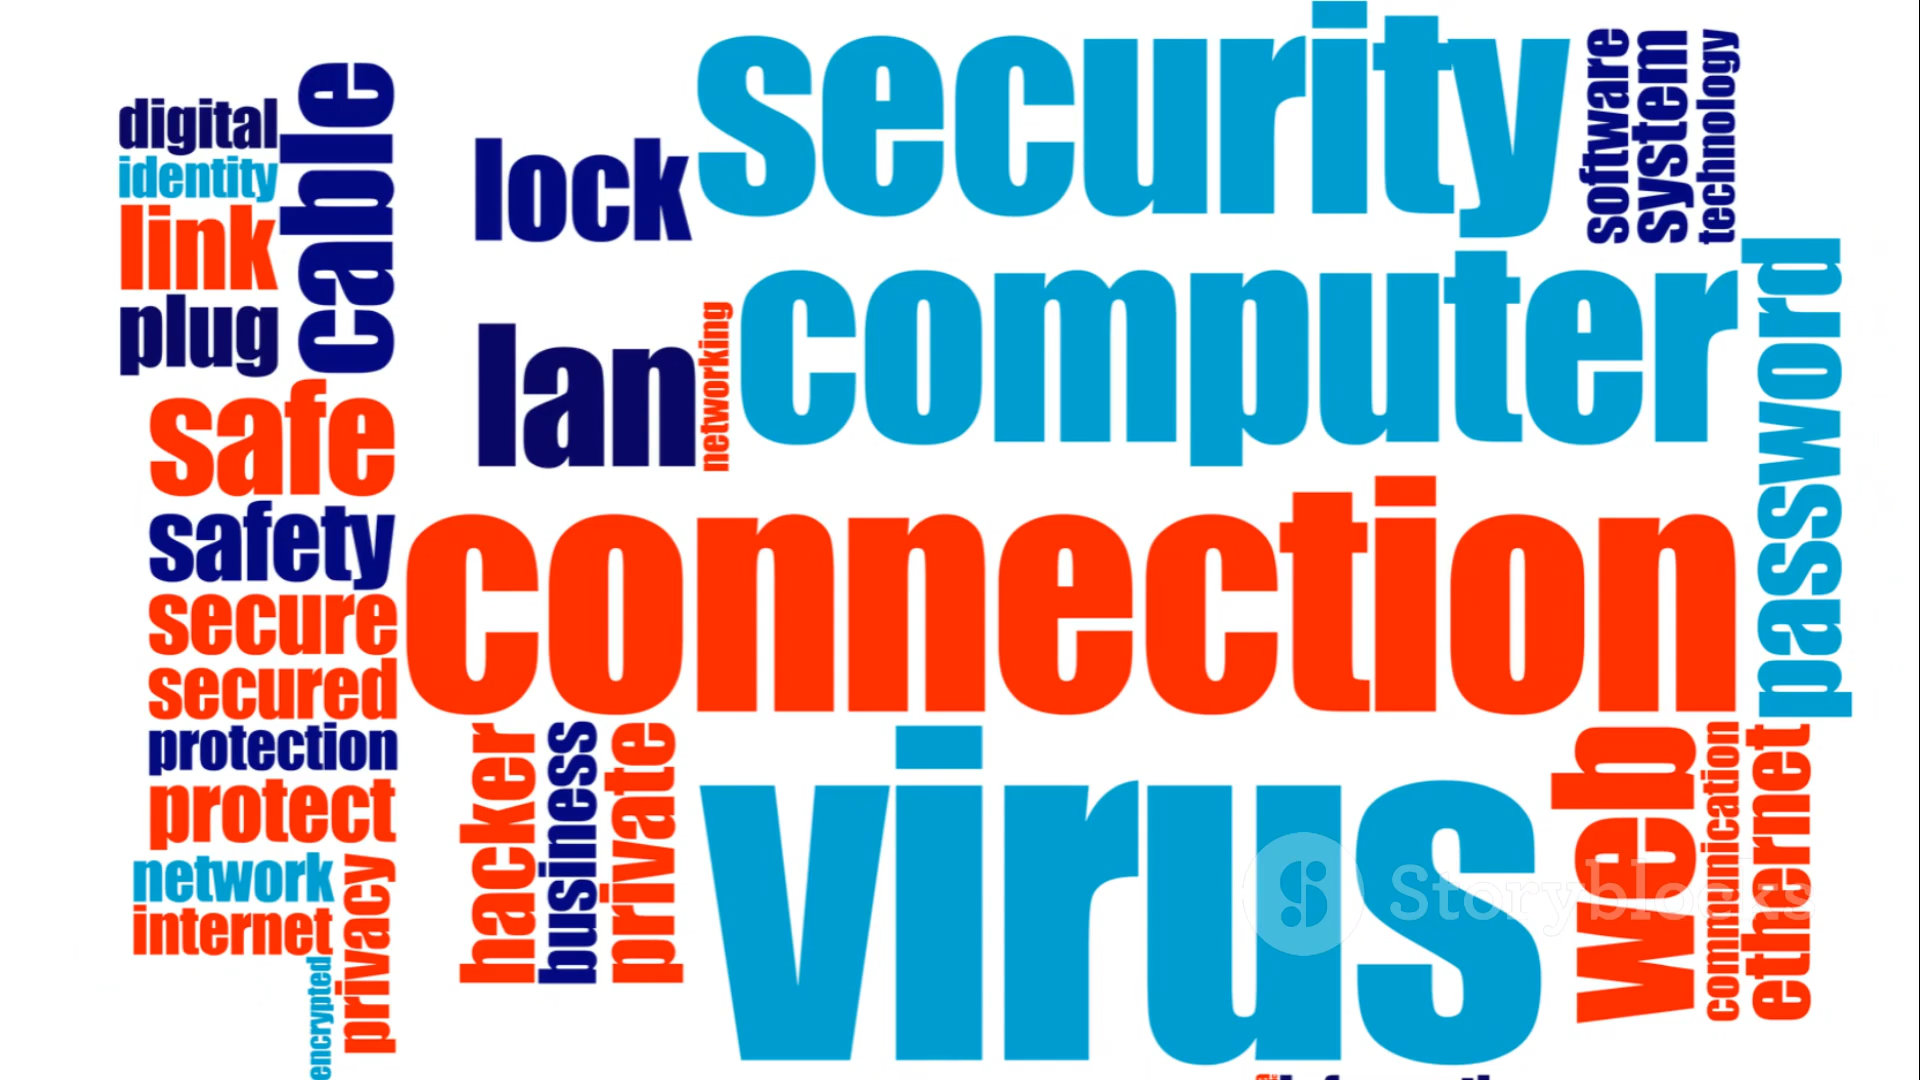 digital
identity
link
plug
cable
safe
safety
secure
secured
protection
protect
network
internet
privacy
encrypted
lock
security
software
system
technology
lan
networking
computer
password
connection
hacker
business
private
virus
web
communication
ethernet
Storyblocks